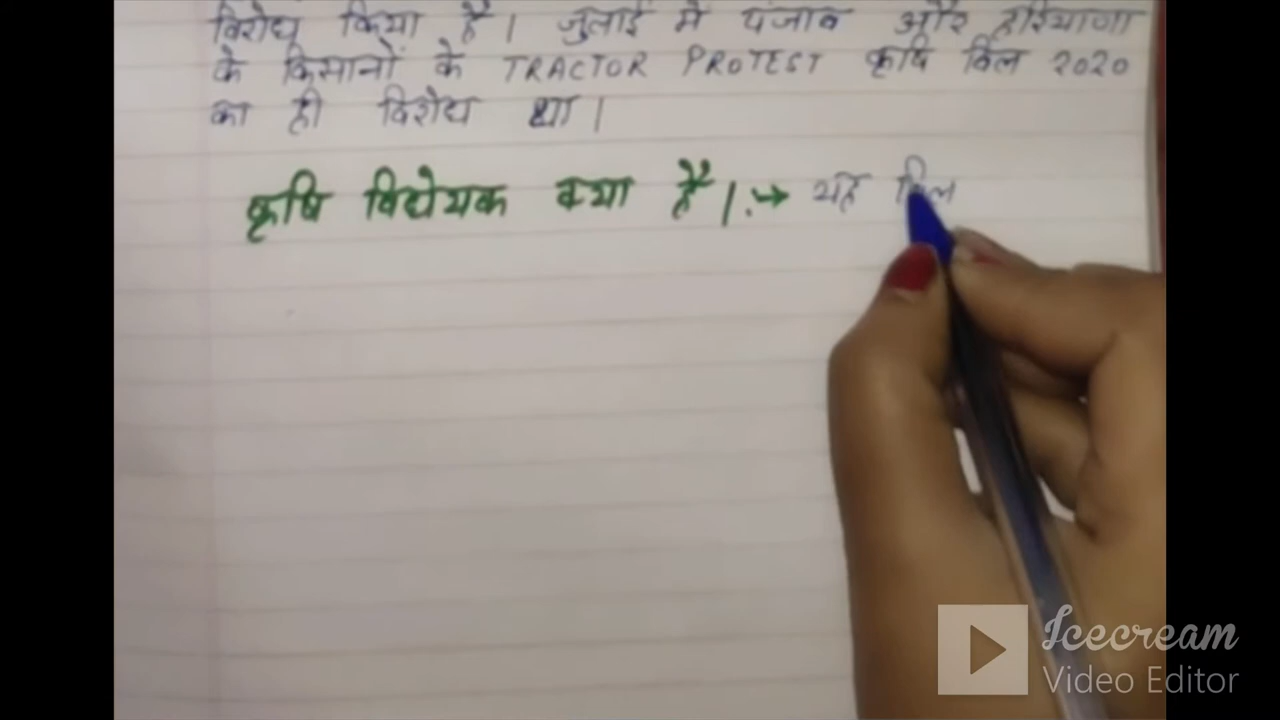 विरोध किया है। जुलाई में पंजाब और हरियाणा
के किसानों के TRACTOR PROTEST कृषि बिल 2020
का ही विरोध था।
कृषि विधेयक क्या है।:→ यह बिल
Icecream
Video Editor